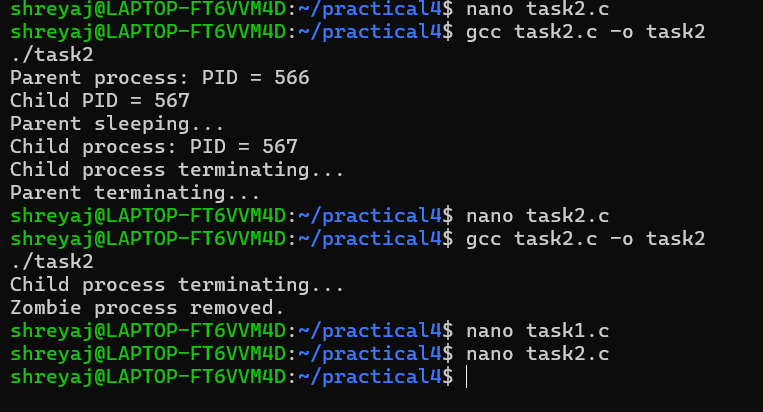 shreyaj@LAPTOP-FT6VVM4D:~/practical4$ nano task2.c
shreyaj@LAPTOP-FT6VVM4D:~/practical4$ gcc task2.c -o task2
./task2
Parent process: PID = 566
Child PID = 567
Parent sleeping...
Child process: PID = 567
Child process terminating...
Parent terminating...
shreyaj@LAPTOP-FT6VVM4D:~/practical4$ nano task2.c
shreyaj@LAPTOP-FT6VVM4D:~/practical4$ gcc task2.c -o task2
./task2
Child process terminating...
Zombie process removed.
shreyaj@LAPTOP-FT6VVM4D:~/practical4$ nano task1.c
shreyaj@LAPTOP-FT6VVM4D:~/practical4$ nano task2.c
shreyaj@LAPTOP-FT6VVM4D:~/practical4$